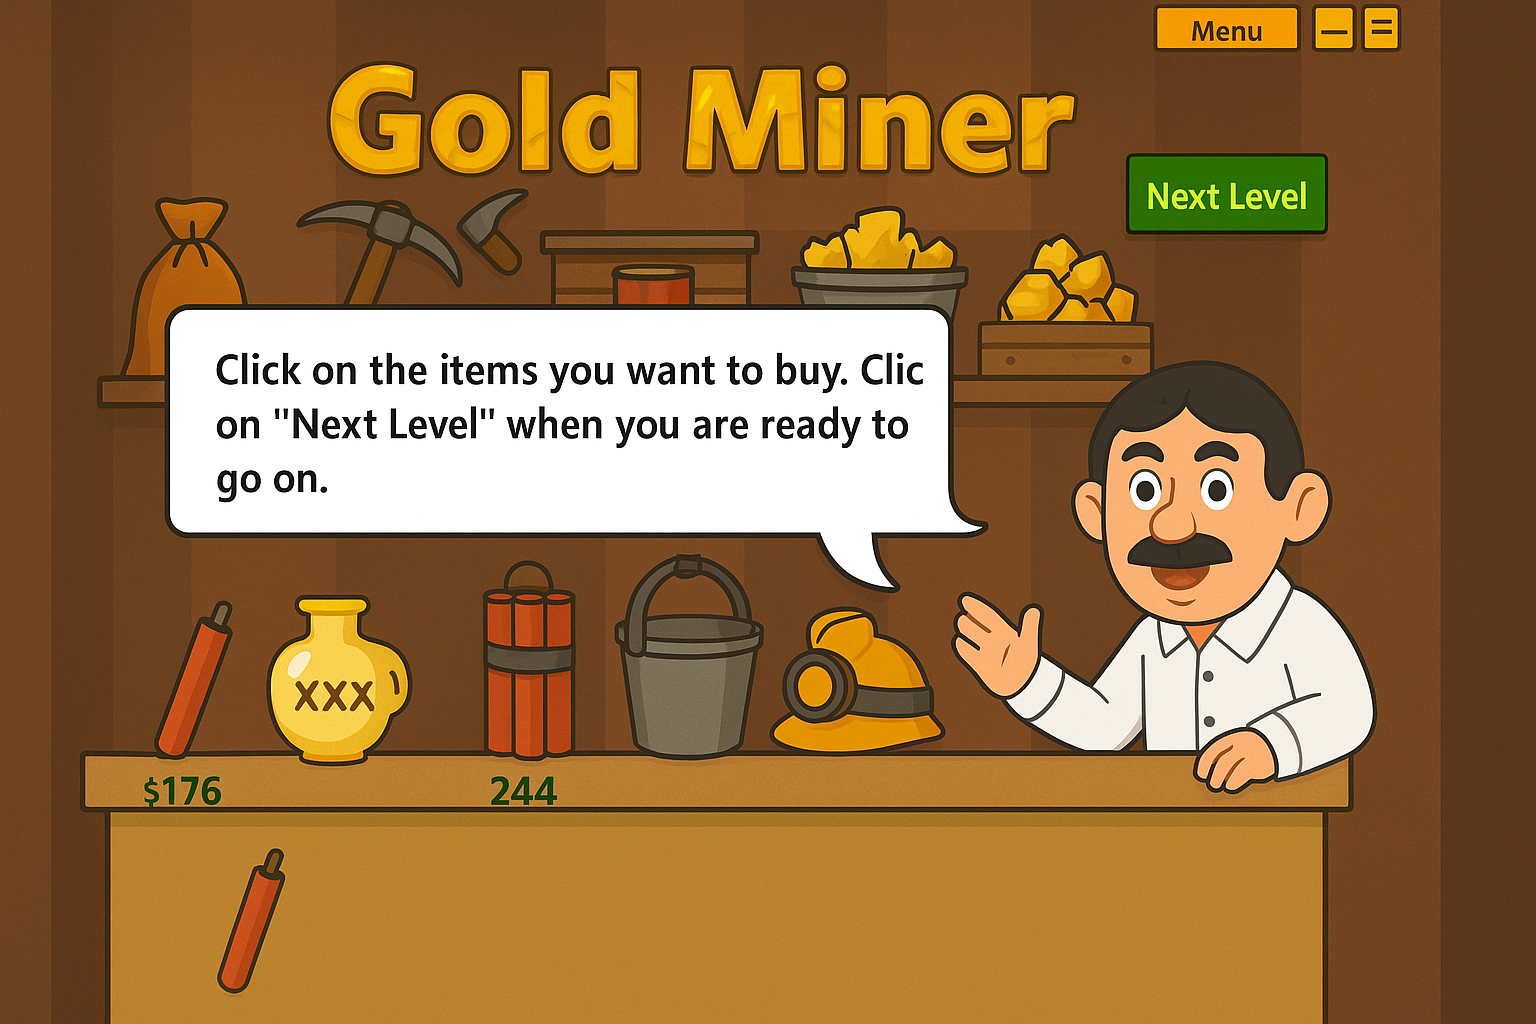 Menu
Gold Miner
Next Level
Click on the items you want to buy. Clic
on "Next Level" when you are ready to
go on.
XXX
$176
244